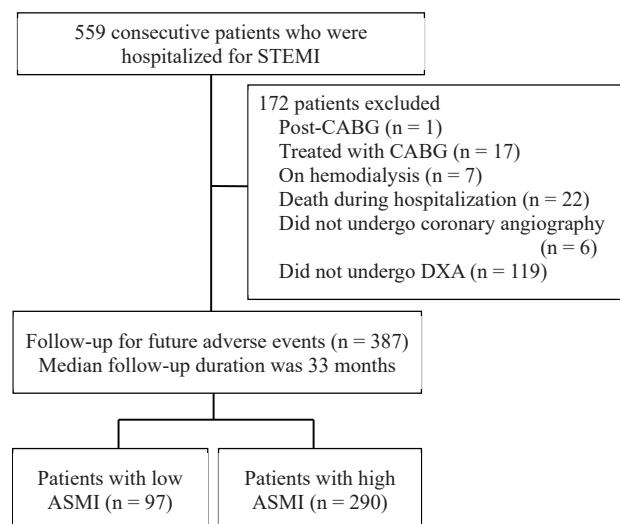 559 consecutive patients who were
hospitalized for STEMI
172 patients excluded
Post-CABG (n = 1)
Treated with CABG (n = 17)
On hemodialysis (n = 7)
Death during hospitalization (n = 22)
Did not undergo coronary angiography
(n = 6)
Did not undergo DXA (n = 119)
Follow-up for future adverse events (n = 387)
Median follow-up duration was 33 months
Patients with low
ASMI (n = 97)
Patients with high
ASMI (n = 290)